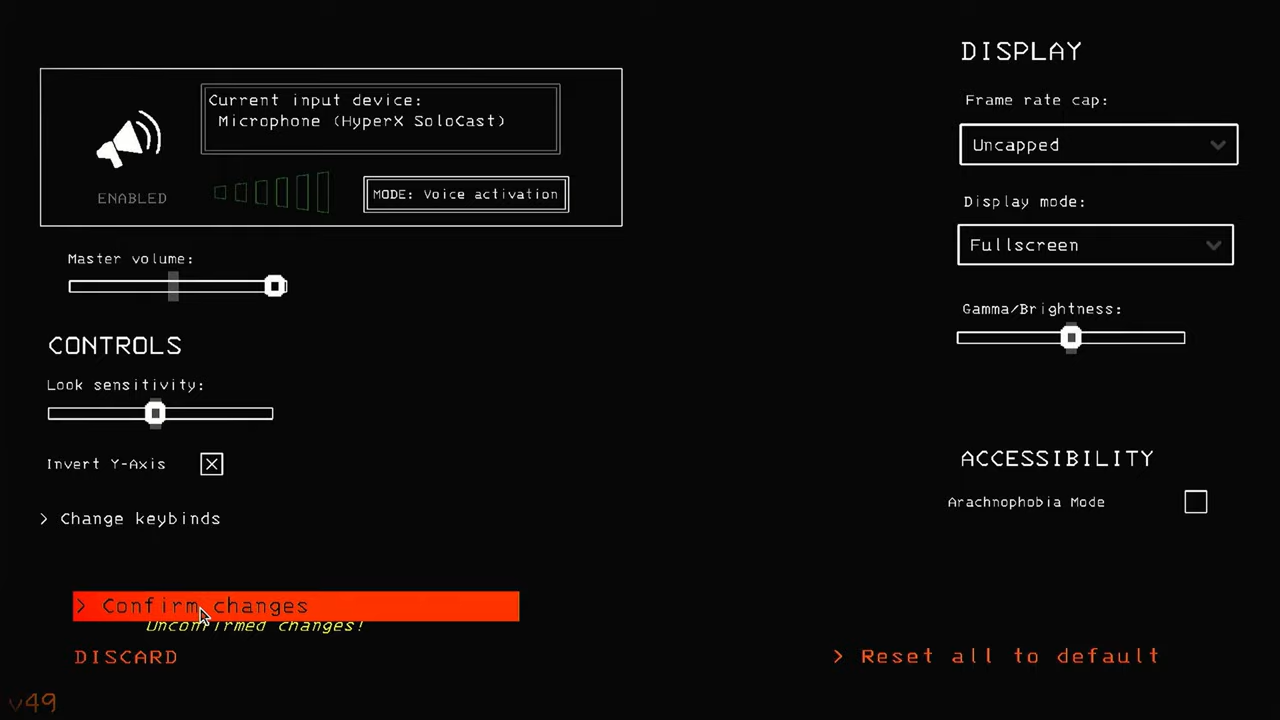 Current input device:
Microphone (HyperX SoloCast)
ENABLED
MODE: Voice activation
Master volume:
CONTROLS
Look sensitivity:
Invert Y-Axis
> Change keybinds
> Confirm changes
Unconfirmed changes!
DISCARD
v49
DISPLAY
Frame rate cap:
Uncapped
Display mode:
Fullscreen
Gamma/Brightness:
ACCESSIBILITY
Arachnophobia Mode
> Reset all to default